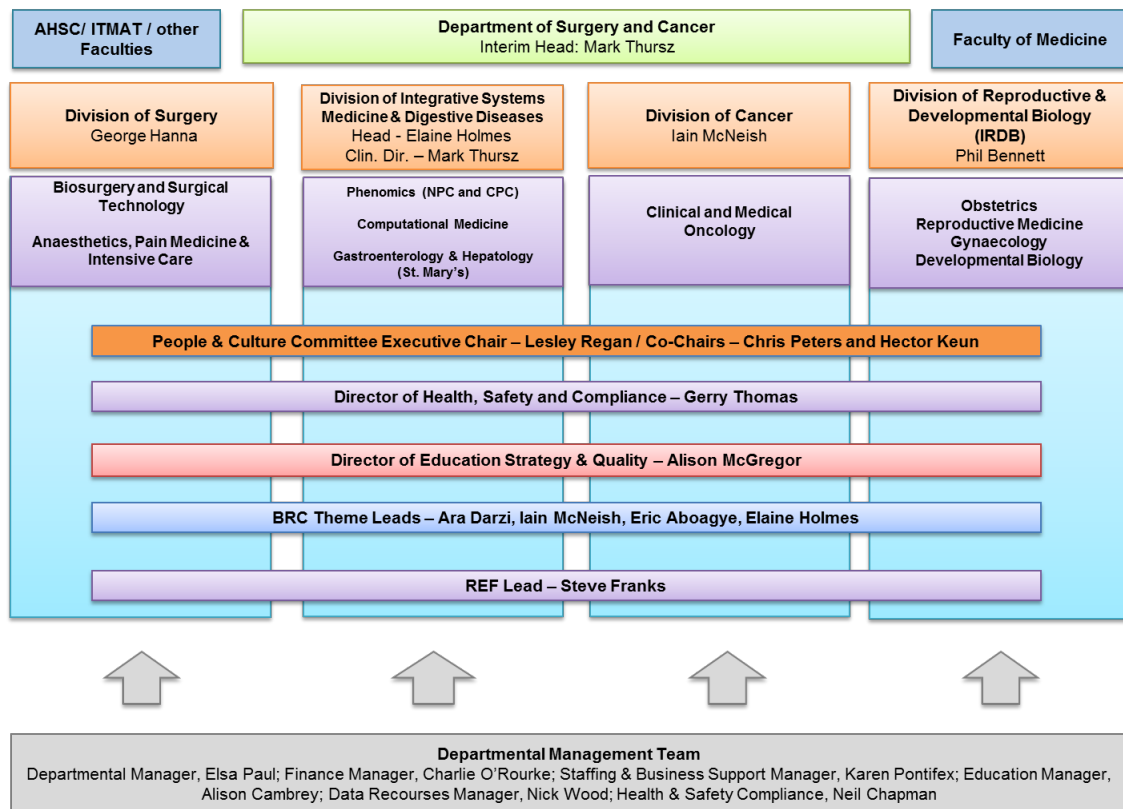 AHSC/ ITMAT / other
Faculties
Department of Surgery and Cancer
Interim Head: Mark Thursz
Faculty of Medicine
Division of Surgery
George Hanna
Division of Integrative Systems
Medicine & Digestive Diseases
Head - Elaine Holmes
Clin. Dir. – Mark Thursz
Division of Cancer
Iain McNeish
Division of Reproductive &
Developmental Biology
(IRDB)
Phil Bennett
Biosurgery and Surgical
Technology
Anaesthetics, Pain Medicine &
Intensive Care
Phenomics (NPC and CPC)
Computational Medicine
Gastroenterology & Hepatology
(St. Mary’s)
Clinical and Medical
Oncology
Obstetrics
Reproductive Medicine
Gynaecology
Developmental Biology
People & Culture Committee Executive Chair – Lesley Regan / Co-Chairs – Chris Peters and Hector Keun
Director of Health, Safety and Compliance – Gerry Thomas
Director of Education Strategy & Quality – Alison McGregor
BRC Theme Leads – Ara Darzi, Iain McNeish, Eric Aboagye, Elaine Holmes
REF Lead – Steve Franks
Departmental Management Team
Departmental Manager, Elsa Paul; Finance Manager, Charlie O’Rourke; Staffing & Business Support Manager, Karen Pontifex; Education Manager,
Alison Cambrey; Data Recourses Manager, Nick Wood; Health & Safety Compliance, Neil Chapman